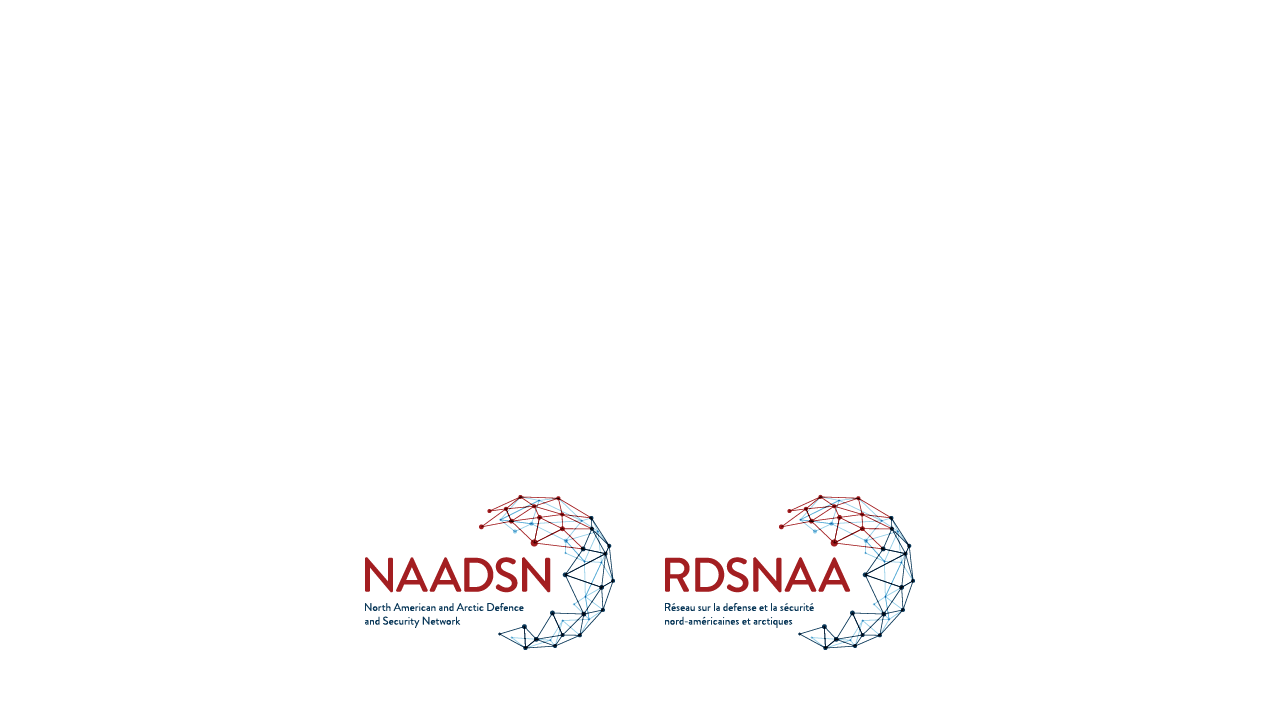 NAADSN
North American and Arctic Defence
and Security Network
RDSNAA
Réseau sur la defense et la sécurité
nord-américaines et arctiques